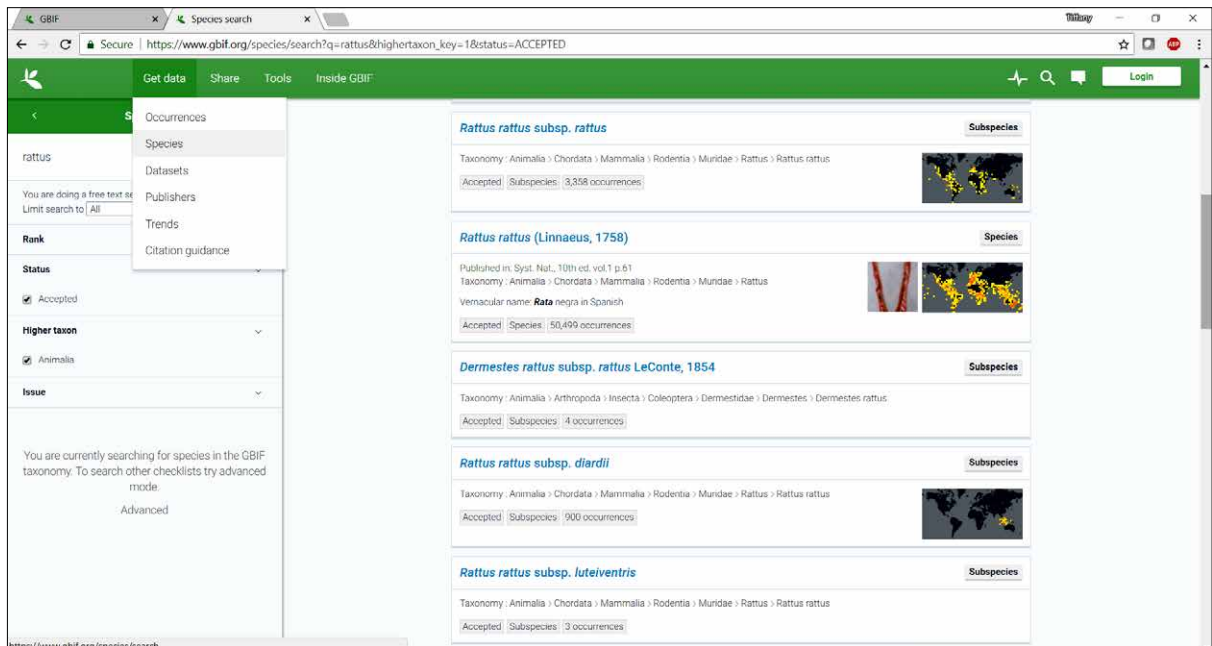 GBIF
Species search
Tiffany
Secure | https://www.gbif.org/species/search?q=rattus&highertaxon_key=1&status=ACCEPTED
ABP
Get data Share Tools Inside GBIF
Login
Occurrences
Species
Datasets
Publishers
Trends
Citation guidance
S
rattus
You are doing a free text se
Limit search to All
Rank
Status
Accepted
Higher taxon
Animalia
Issue
You are currently searching for species in the GBIF
taxonomy. To search other checklists try advanced
mode.
Advanced
Rattus rattus subsp. rattus Subspecies
Taxonomy : Animalia > Chordata > Mammalia > Rodentia > Muridae > Rattus > Rattus rattus
Accepted Subspecies 3,358 occurrences
Rattus rattus (Linnaeus, 1758) Species
Published in: Syst. Nat., 10th ed. vol.1 p.61
Taxonomy : Animalia > Chordata > Mammalia > Rodentia > Muridae > Rattus
Vernacular name: Rata negra in Spanish
Accepted Species 50,499 occurrences
Dermestes rattus subsp. rattus LeConte, 1854 Subspecies
Taxonomy : Animalia > Arthropoda > Insecta > Coleoptera > Dermestidae > Dermestes > Dermestes rattus
Accepted Subspecies 4 occurrences
Rattus rattus subsp. diardii Subspecies
Taxonomy : Animalia > Chordata > Mammalia > Rodentia > Muridae > Rattus > Rattus rattus
Accepted Subspecies 900 occurrences
Rattus rattus subsp. luteiventris Subspecies
Taxonomy : Animalia > Chordata > Mammalia > Rodentia > Muridae > Rattus > Rattus rattus
Accepted Subspecies 3 occurrences
https://www.gbif.org/species/search